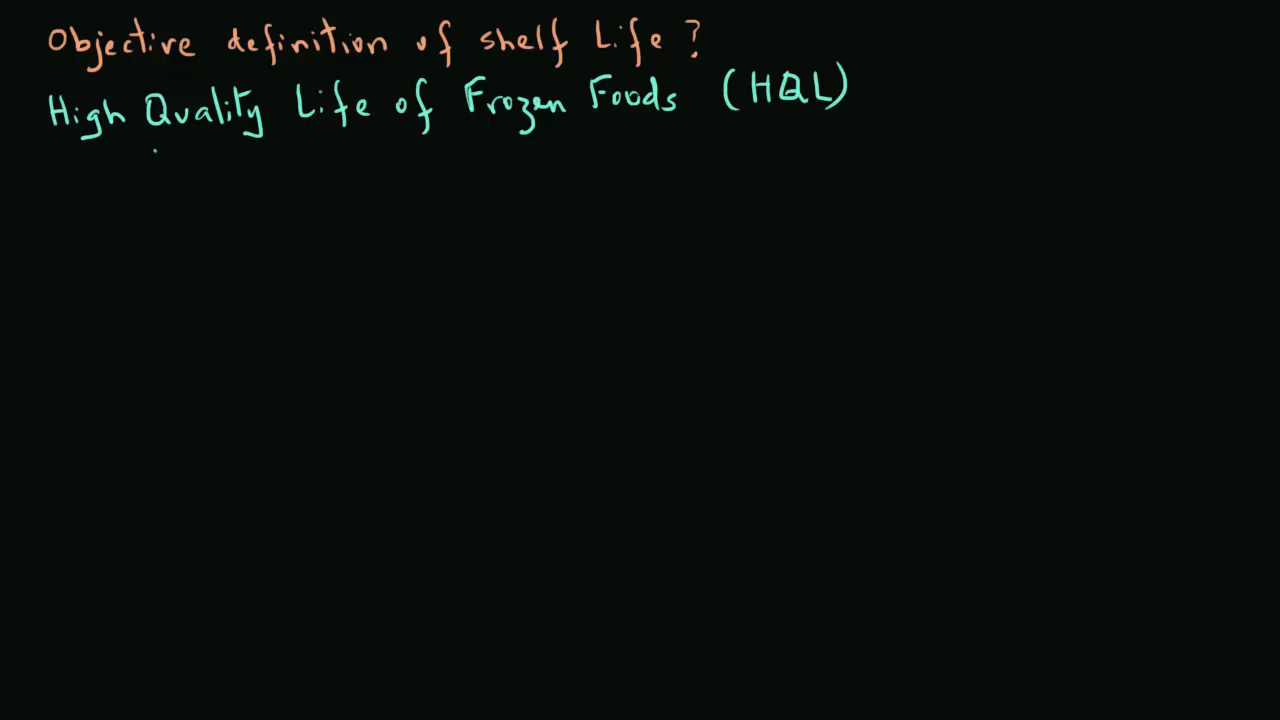 Objective definition of shelf Life ?
High Quality Life of Frozen Foods (HQL)